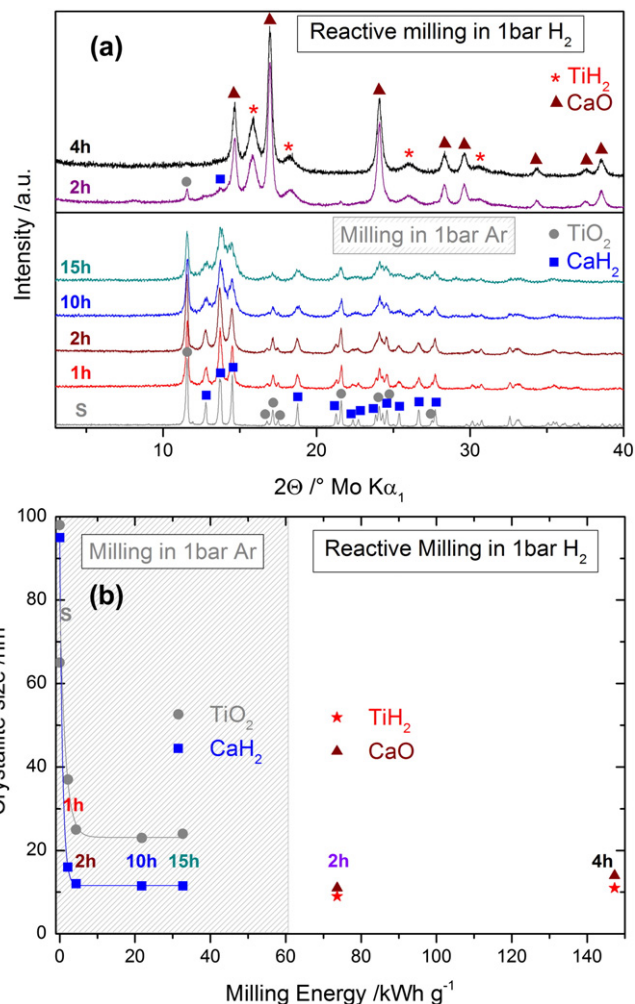 (a)
Reactive milling in 1bar H₂
* TiH₂
▲ CaO
4h
2h
Milling in 1bar Ar
● TiO₂
■ CaH₂
15h
10h
2h
1h
S
Intensity /a.u.
10 20 30 40
2Θ /° Mo Kα₁
100
80
60
40
20
0
Milling in 1bar Ar
Reactive Milling in 1bar H₂
(b)
S
● TiO₂
■ CaH₂
★ TiH₂
▲ CaO
1h
2h
10h
15h
2h
4h
0 20 40 60 80 100 120 140
Milling Energy /kWh g⁻¹